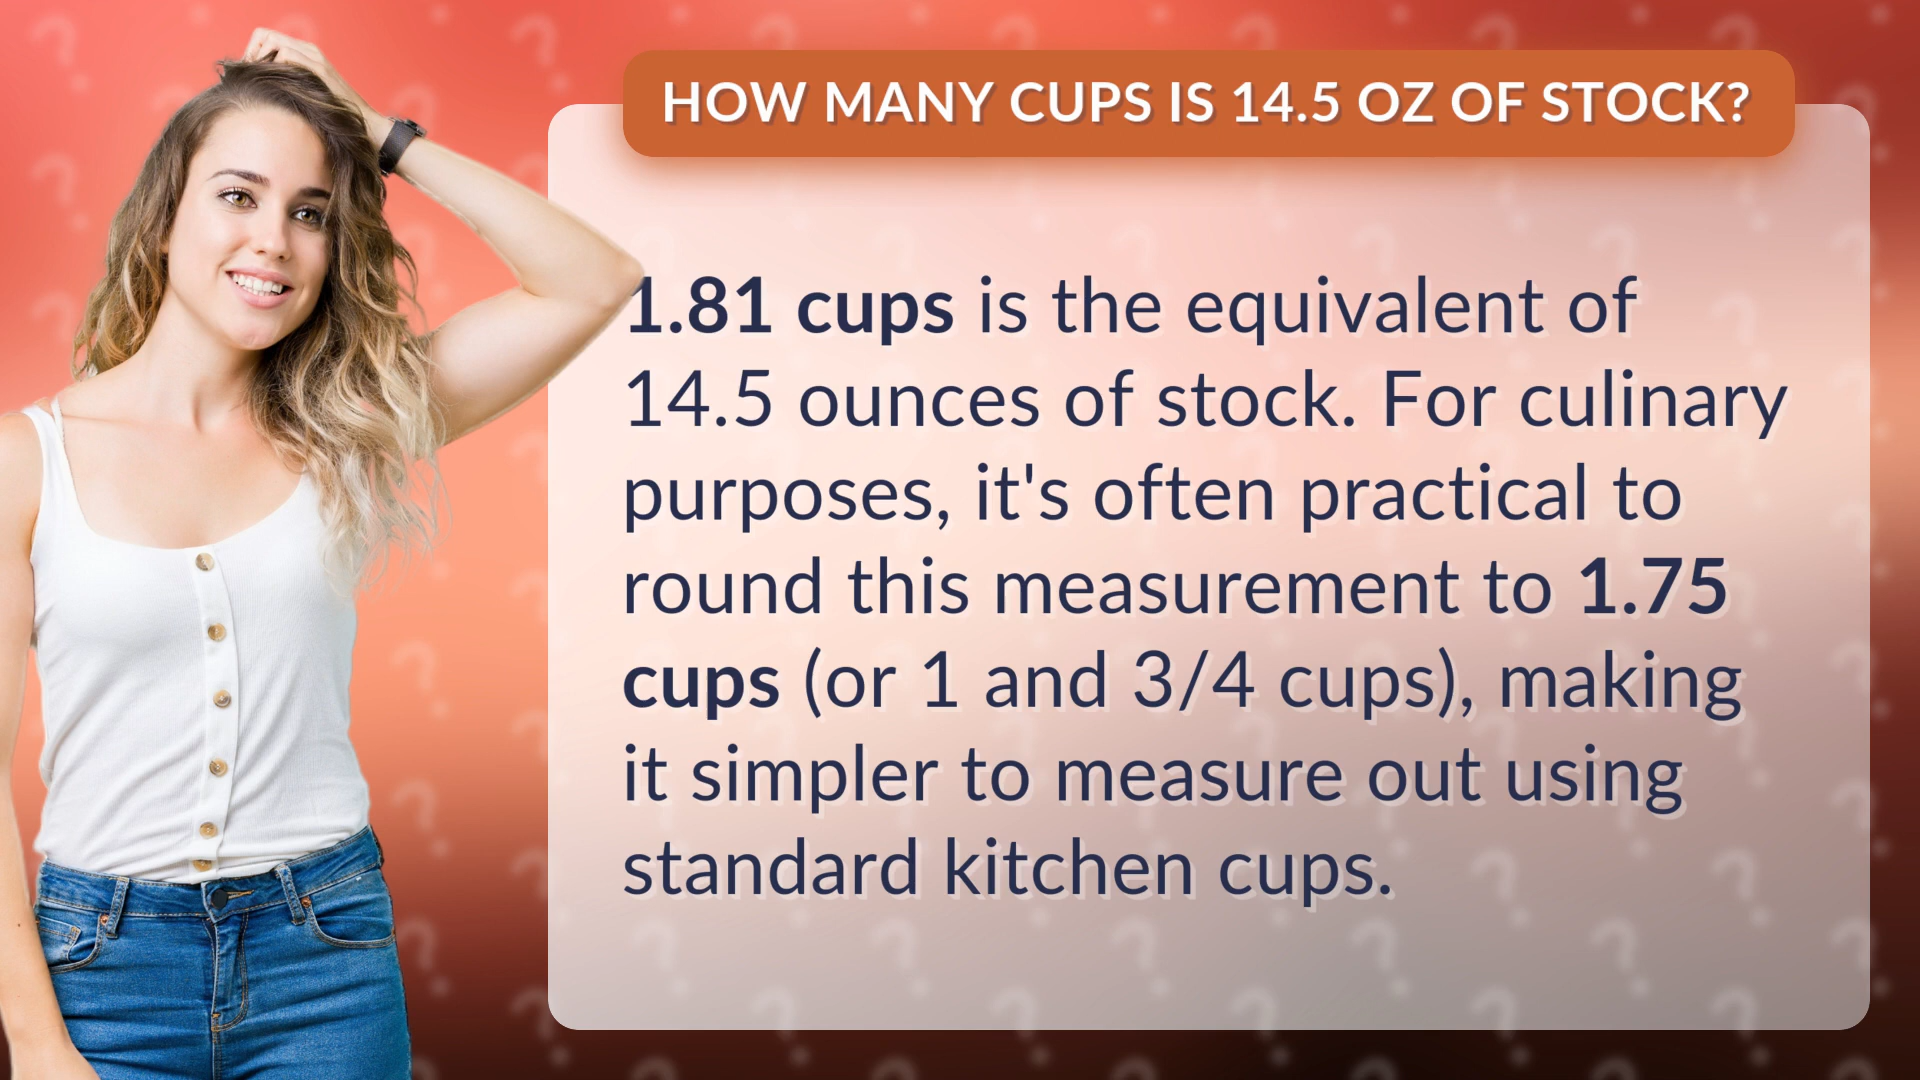 HOW MANY CUPS IS 14.5 OZ OF STOCK?
1.81 cups is the equivalent of
14.5 ounces of stock. For culinary
purposes, it's often practical to
round this measurement to 1.75
cups (or 1 and 3/4 cups), making
it simpler to measure out using
standard kitchen cups.